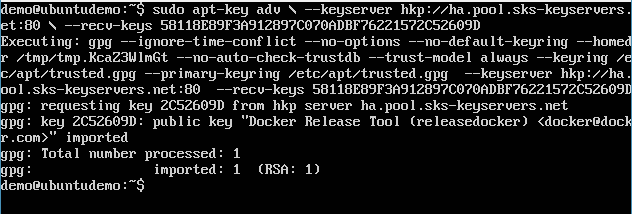 demo@ubuntudemo:~$ sudo apt-key adv \ --keyserver hkp://ha.pool.sks-keyservers.n
et:80 \ --recv-keys 58118E89F3A912897C070ADBF76221572C52609D
Executing: gpg --ignore-time-conflict --no-options --no-default-keyring --homedi
r /tmp/tmp.KcaZ3WlmGt --no-auto-check-trustdb --trust-model always --keyring /et
c/apt/trusted.gpg --primary-keyring /etc/apt/trusted.gpg  --keyserver hkp://ha.
pool.sks-keyservers.net:80  --recv-keys 58118E89F3A912897C070ADBF76221572C52609D
gpg: requesting key 2C52609D from hkp server ha.pool.sks-keyservers.net
gpg: key 2C52609D: public key "Docker Release Tool (releasedocker) <docker@docke
r.com>" imported
gpg: Total number processed: 1
gpg:               imported: 1  (RSA: 1)
demo@ubuntudemo:~$